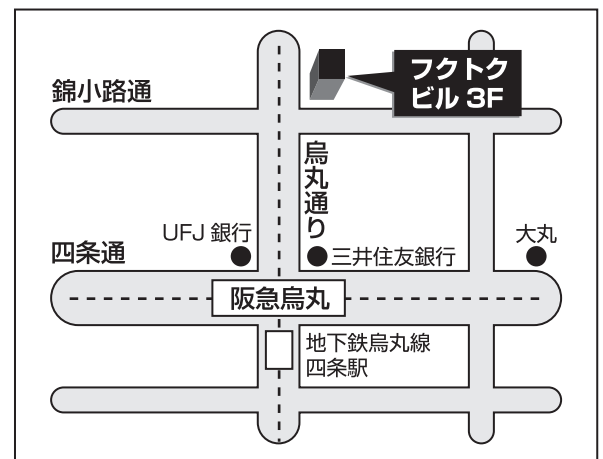 フクトク
ビル 3F
錦小路通
烏丸通り
UFJ 銀行
四条通
三井住友銀行
大丸
阪急烏丸
地下鉄烏丸線
四条駅